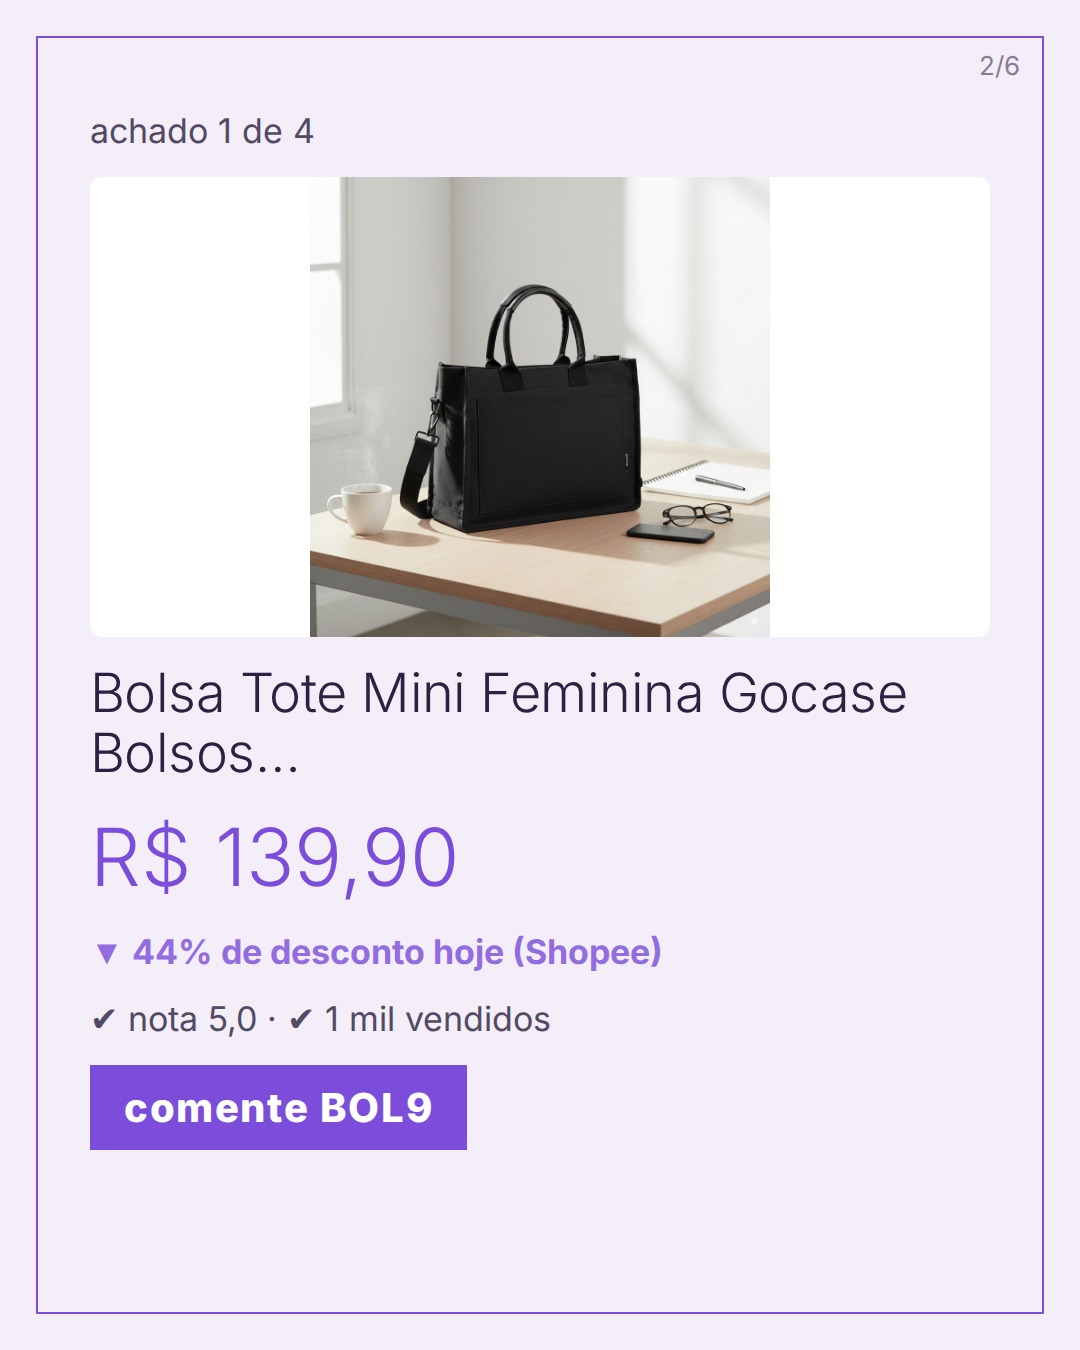 2/6
achado 1 de 4
Bolsa Tote Mini Feminina Gocase
Bolsos...
R$ 139,90
▼ 44% de desconto hoje (Shopee)
✔ nota 5,0 · ✔ 1 mil vendidos
comente BOL9